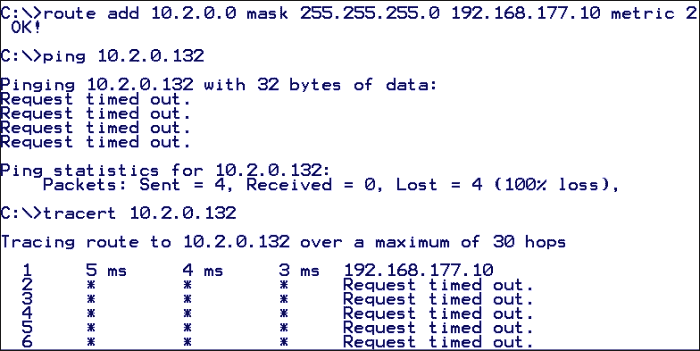 C:\>route add 10.2.0.0 mask 255.255.255.0 192.168.177.10 metric 2
OK!
C:\>ping 10.2.0.132
Pinging 10.2.0.132 with 32 bytes of data:
Request timed out.
Request timed out.
Request timed out.
Request timed out.
Ping statistics for 10.2.0.132:
Packets: Sent = 4, Received = 0, Lost = 4 (100% loss),
C:\>tracert 10.2.0.132
Tracing route to 10.2.0.132 over a maximum of 30 hops
1 5 ms 4 ms 3 ms 192.168.177.10
2 * * * Request timed out.
3 * * * Request timed out.
4 * * * Request timed out.
5 * * * Request timed out.
6 * * * Request timed out.